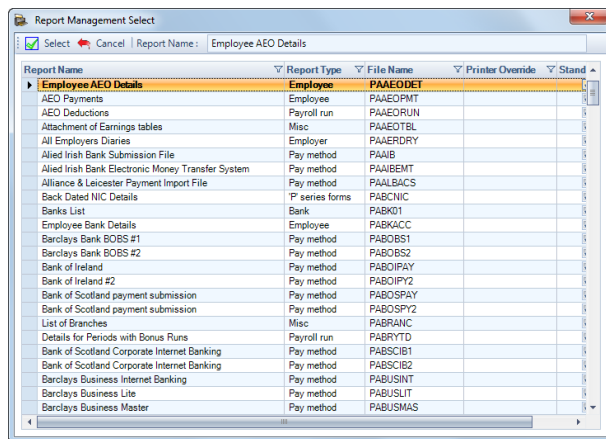 Report Management Select
Select Cancel Report Name : Employee AEO Details
Report Name Report Type File Name Printer Override Stand
Employee AEO Details Employee PAAEODET
AEO Payments Employee PAAEOPMT
AEO Deductions Payroll run PAAEORUN
Attachment of Earnings tables Misc PAAEOTBL
All Employers Diaries Employer PAAERDRY
Alied Irish Bank Submission File Pay method PAAIB
Alied Irish Bank Electronic Money Transfer System Pay method PAAIBEMT
Alliance & Leicester Payment Import File Pay method PAALBACS
Back Dated NIC Details 'P' series forms PABCNIC
Banks List Bank PABK01
Employee Bank Details Employee PABKACC
Barclays Bank BOBS #1 Pay method PABOBS1
Barclays Bank BOBS #2 Pay method PABOBS2
Bank of Ireland Pay method PABOIPAY
Bank of Ireland #2 Pay method PABOIPY2
Bank of Scotland payment submission Pay method PABOSPAY
Bank of Scotland payment submission Pay method PABOSPY2
List of Branches Misc PABRANC
Details for Periods with Bonus Runs Payroll run PABRYTD
Bank of Scotland Corporate Internet Banking Pay method PABSCIB1
Bank of Scotland Corporate Internet Banking Pay method PABSCIB2
Barclays Business Internet Banking Pay method PABUSINT
Barclays Business Lite Pay method PABUSLIT
Barclays Business Master Pay method PABUSMAS